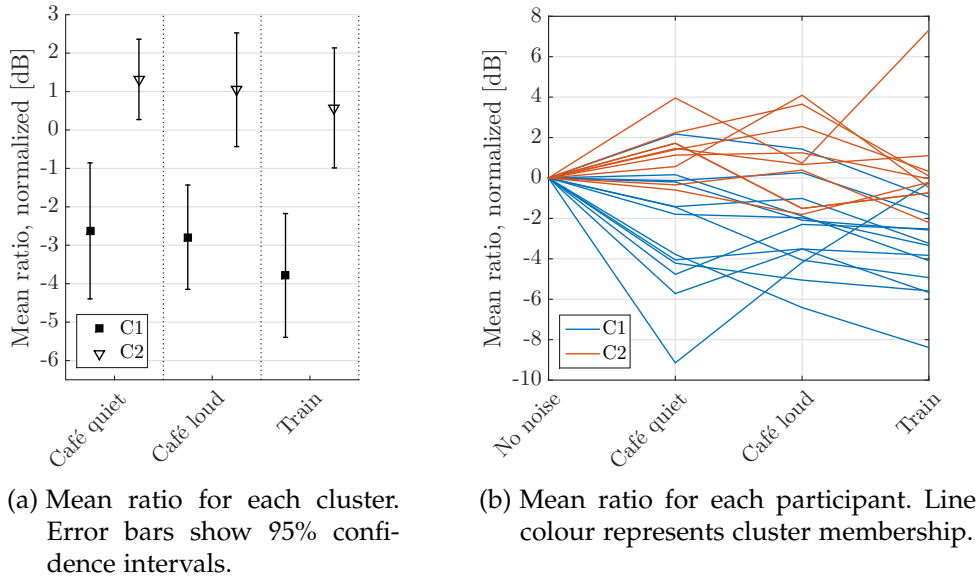 Mean ratio, normalized [dB]
3
2
1
0
-1
-2
-3
-4
-5
-6
C1
C2
Café quiet
Café loud
Train
(a) Mean ratio for each cluster.
Error bars show 95% confi-
dence intervals.
Mean ratio, normalized [dB]
8
6
4
2
0
-2
-4
-6
-8
-10
C1
C2
No noise
Café quiet
Café loud
Train
(b) Mean ratio for each participant. Line
colour represents cluster membership.